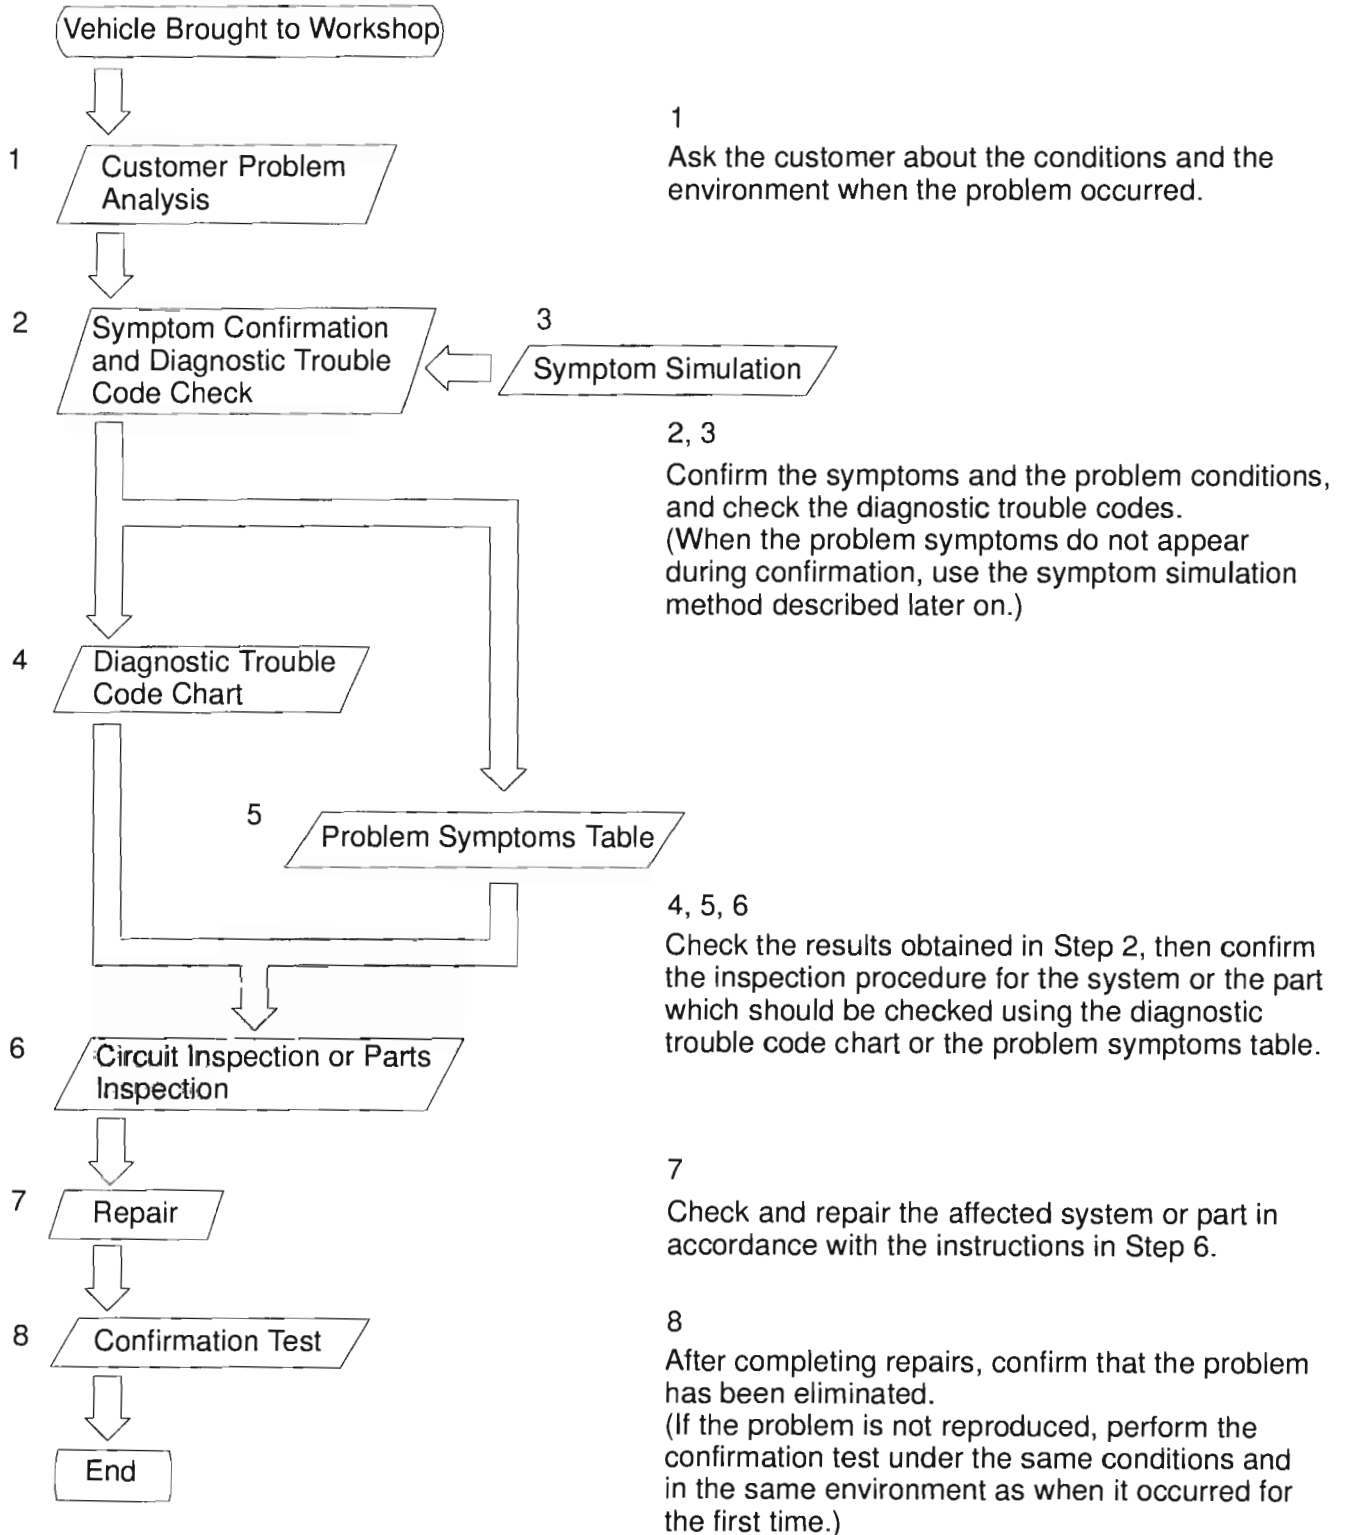 Vehicle Brought to Workshop
1
Customer Problem
Analysis
1
Ask the customer about the conditions and the
environment when the problem occurred.
2
Symptom Confirmation
and Diagnostic Trouble
Code Check
3
Symptom Simulation
2, 3
Confirm the symptoms and the problem conditions,
and check the diagnostic trouble codes.
(When the problem symptoms do not appear
during confirmation, use the symptom simulation
method described later on.)
4
Diagnostic Trouble
Code Chart
5
Problem Symptoms Table
4, 5, 6
Check the results obtained in Step 2, then confirm
the inspection procedure for the system or the part
which should be checked using the diagnostic
trouble code chart or the problem symptoms table.
6
Circuit Inspection or Parts
Inspection
7
Repair
7
Check and repair the affected system or part in
accordance with the instructions in Step 6.
8
Confirmation Test
8
After completing repairs, confirm that the problem
has been eliminated.
(If the problem is not reproduced, perform the
confirmation test under the same conditions and
in the same environment as when it occurred for
the first time.)
End